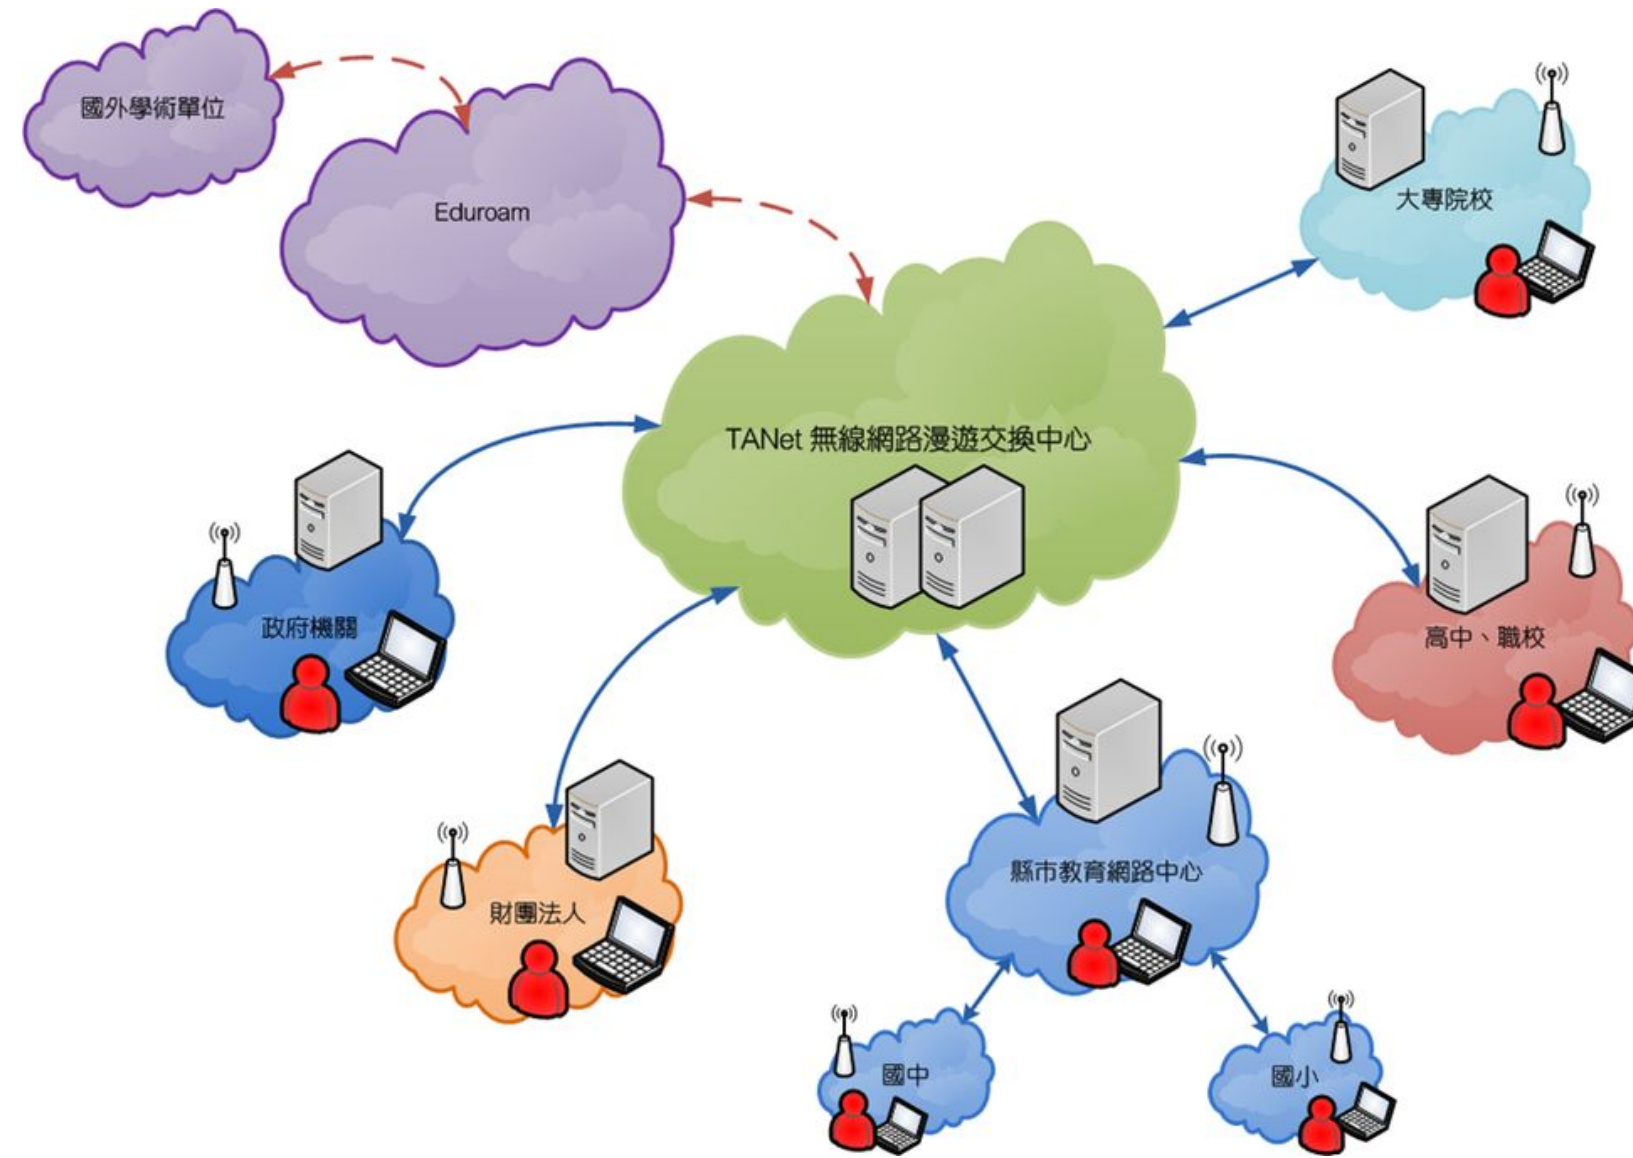 國外學術單位
Eduroam
大專院校
TANet 無線網路漫遊交換中心
政府機關
高中、職校
財團法人
縣市教育網路中心
國中
國小